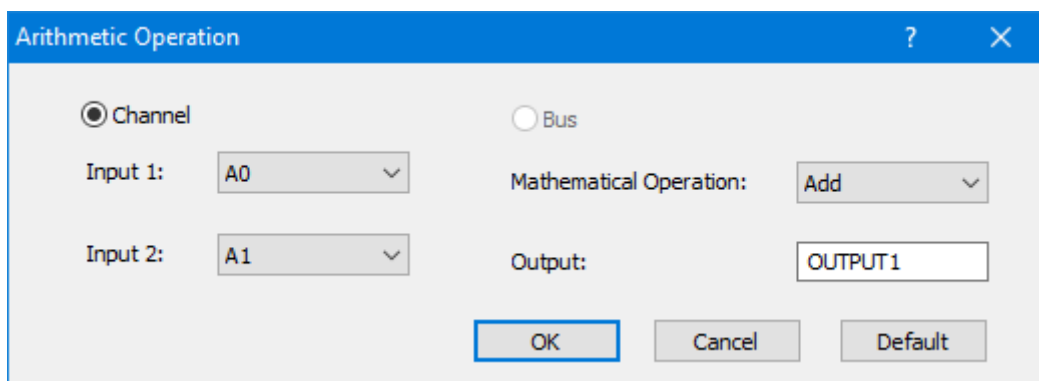 Arithmetic Operation ?
Channel Bus
Input 1: A0 Mathematical Operation: Add
Input 2: A1 Output: OUTPUT1
OK Cancel Default